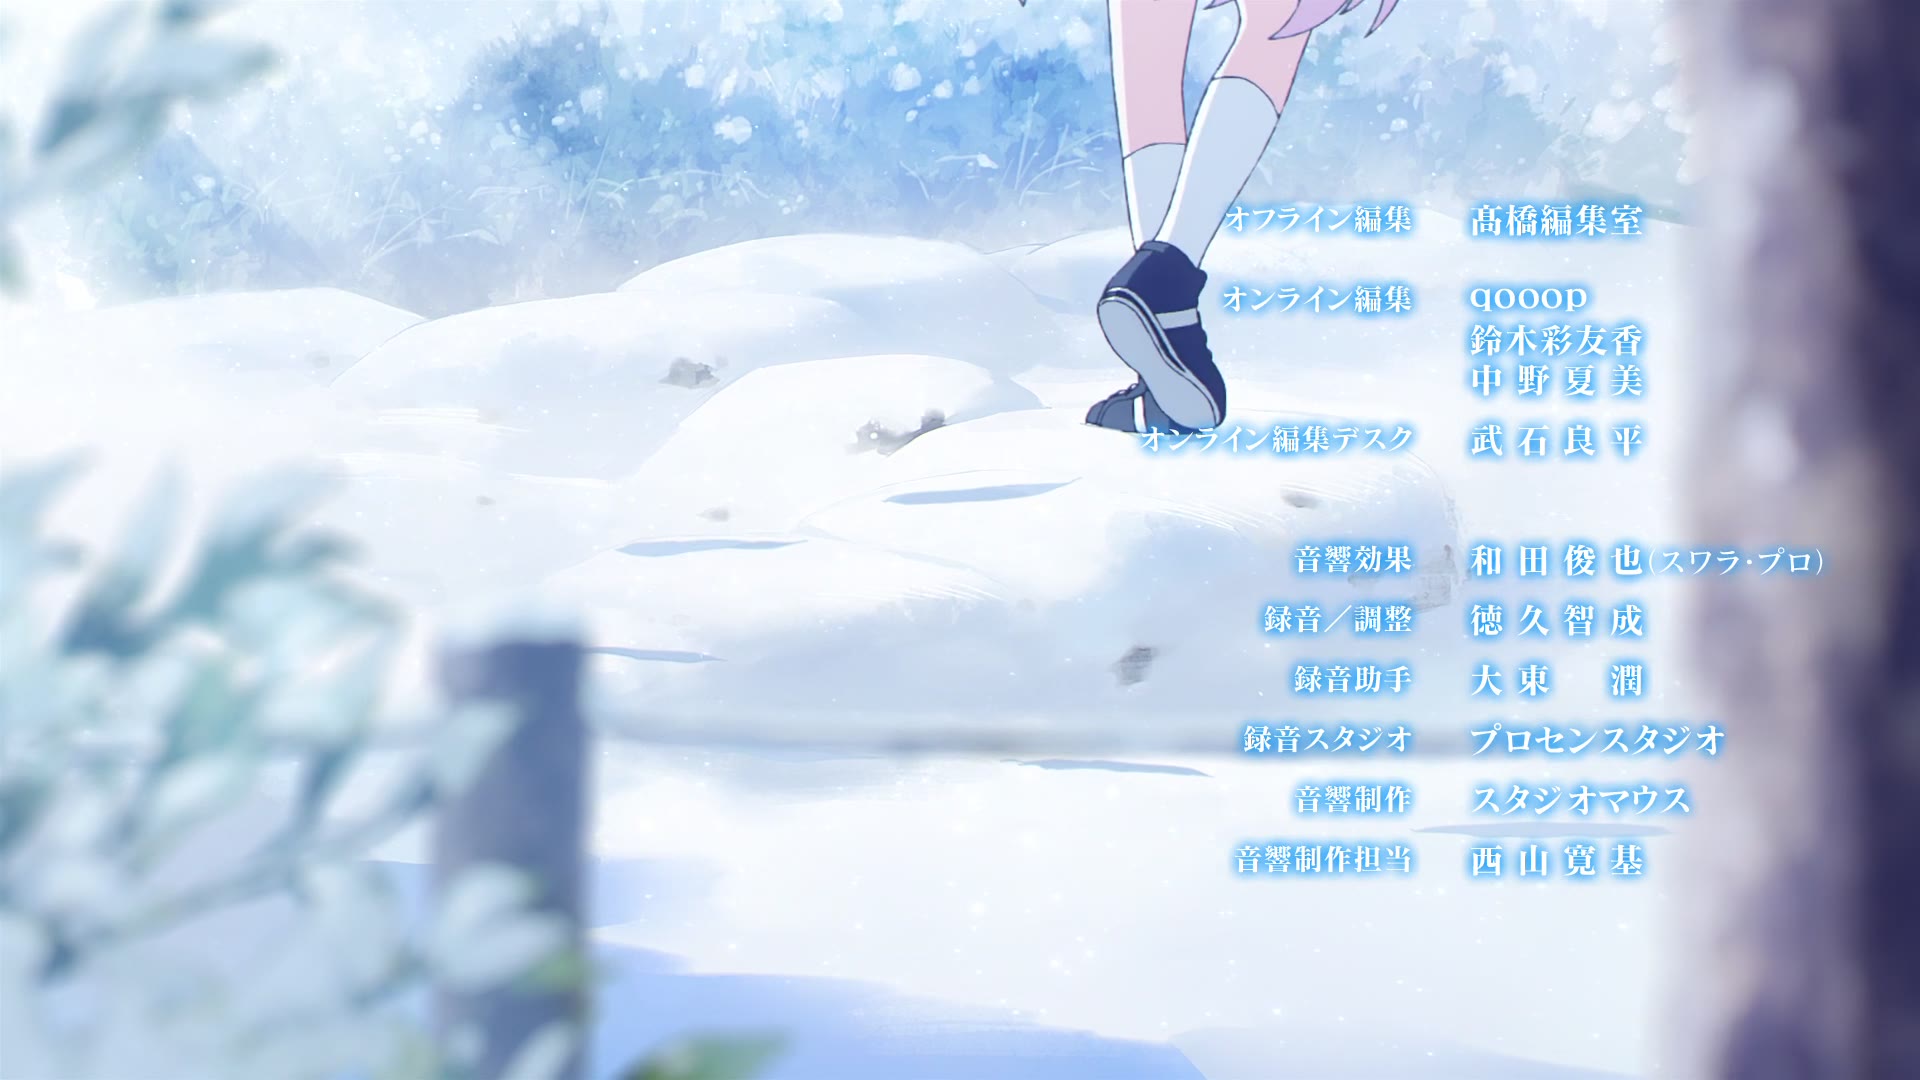 オフライン編集 髙橋編集室
オンライン編集 qooop
鈴木彩友香
中野夏美
オンライン編集デスク 武石良平
音響効果 和田俊也(スワラ・プロ)
録音／調整 徳久智成
録音助手 大東 潤
録音スタジオ プロセンスタジオ
音響制作 スタジオマウス
音響制作担当 西山寛基